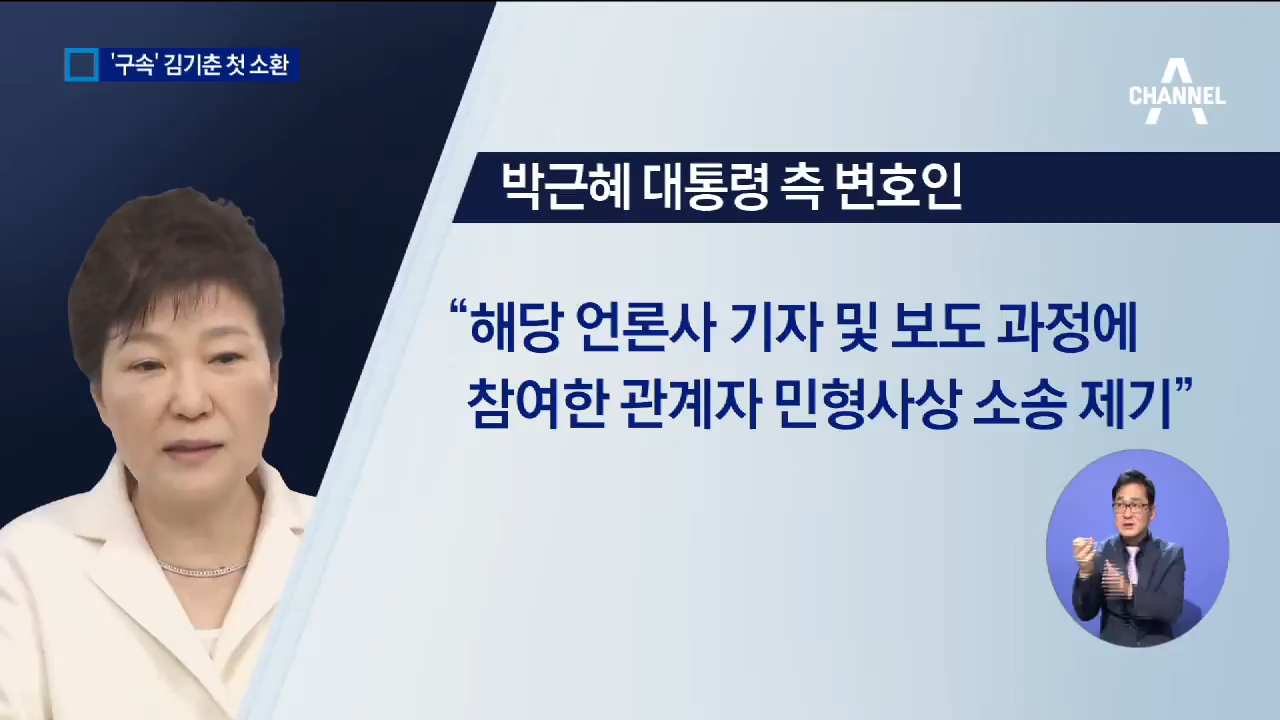 '구속' 김기춘 첫 소환
CHANNEL A
박근혜 대통령 측 변호인
“해당 언론사 기자 및 보도 과정에
참여한 관계자 민형사상 소송 제기”